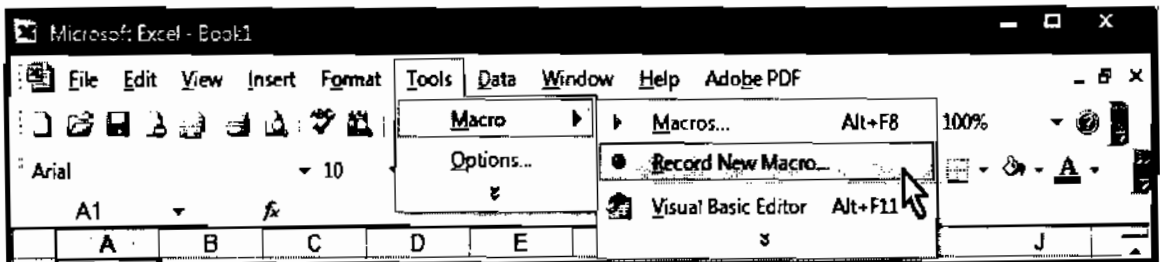 Microsoft Excel - Book1
File Edit View Insert Format Tools Data Window Help Adobe PDF
Macro Macros... Alt+F8 100%
Arial 10 Options... Record New Macro... A
A1 fx Visual Basic Editor Alt+F11
A B C D E J